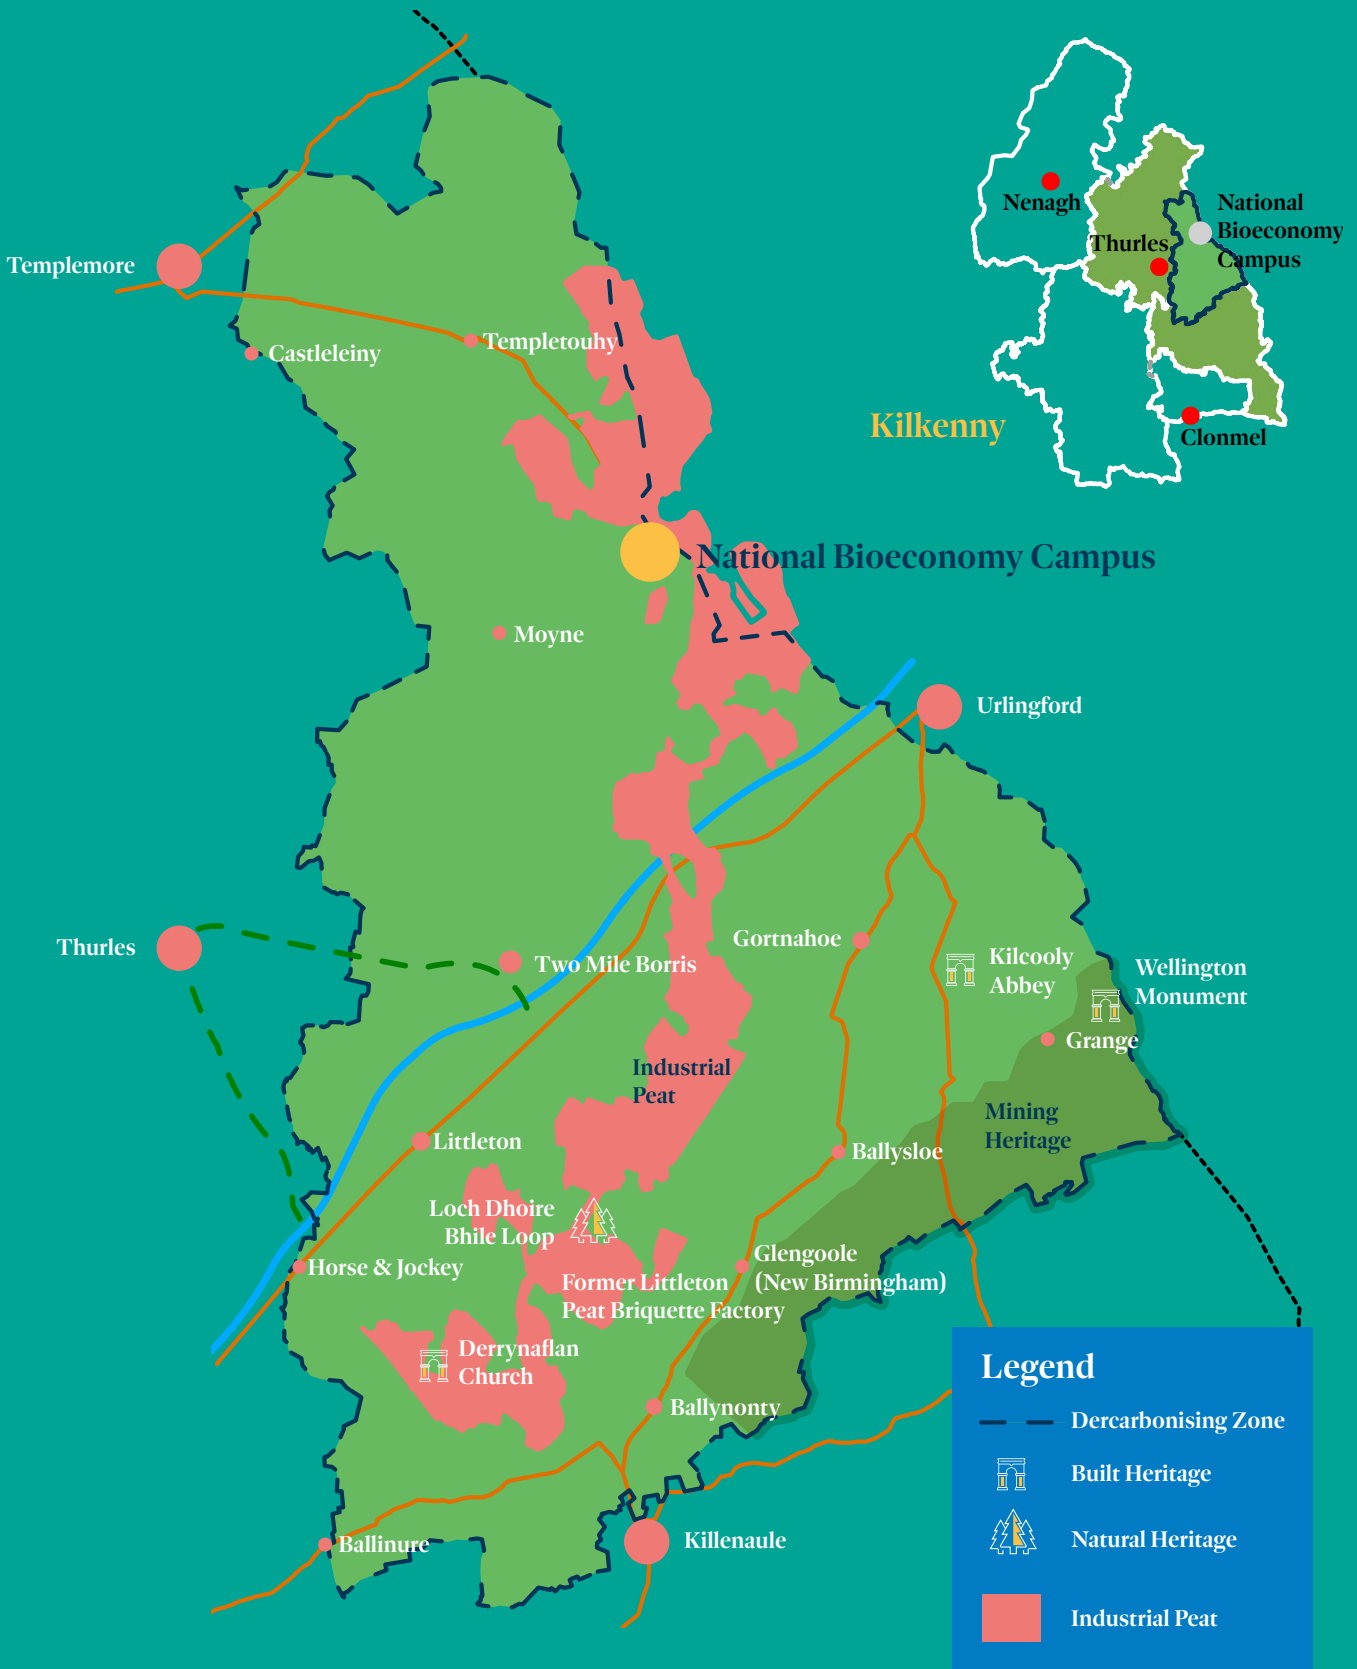 Nenagh
National
Bioeconomy
Campus
Thurles
Clonmel
Kilkenny
Templemore
Castleleiny
Templetouhy
National Bioeconomy Campus
Moyne
Urlingford
Thurles
Two Mile Borris
Gortnahoe
Kilcooly
Abbey
Wellington
Monument
Grange
Industrial
Peat
Mining
Heritage
Littleton
Ballysloe
Loch Dhoire
Bhile Loop
Horse & Jockey
Glengoole
(New Birmingham)
Former Littleton
Peat Briquette Factory
Derrynaflan
Church
Ballynonty
Ballinure
Killenaule
Legend
Dercarbonising Zone
Built Heritage
Natural Heritage
Industrial Peat